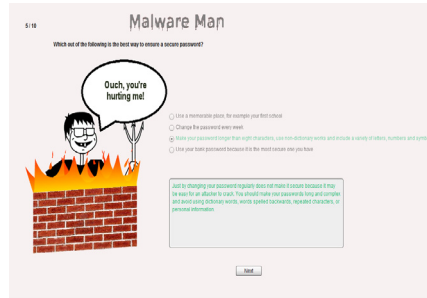 5/10
Malware Man
Which out of the following is the best way to ensure a secure password?
Ouch, you're
hurting me!
Use a memorable place, for example your first school
Change the password every week
Make your password longer than eight characters, use non-dictionary words and include a variety of letters, numbers and symbols
Use your bank password because it is the most secure one you have
Just by changing your password regularly does not make it secure because it may
be easy for an attacker to crack. You should make your passwords long and complex
and avoid using dictionary words, words spelled backwards, repeated characters, or
personal information.
Next